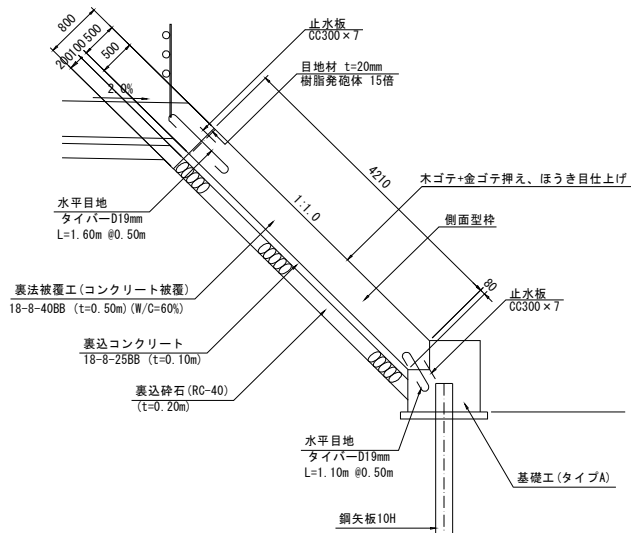 800
200
100
500
500
2.0%
止水板
CC300×7
目地材 t=20mm
樹脂発砲体 15倍
4210
木ゴテ+金ゴテ押え、ほうき目仕上げ
水平目地
タイバーD19mm
L=1.60m @0.50m
1:1.0
側面型枠
裏法被覆工(コンクリート被覆)
18-8-40BB (t=0.50m)(W/C=60%)
80
止水板
CC300×7
裏込コンクリート
18-8-25BB (t=0.10m)
裏込砕石(RC-40)
(t=0.20m)
水平目地
タイバーD19mm
L=1.10m @0.50m
基礎工(タイプA)
鋼矢板10H